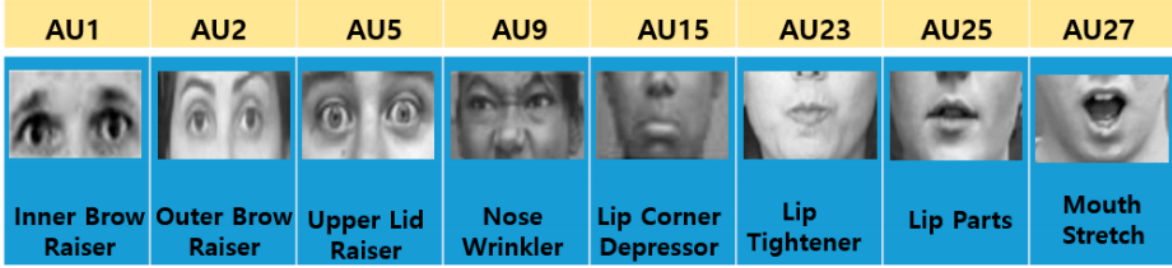 AU1 AU2 AU5 AU9 AU15 AU23 AU25 AU27
Inner Brow Raiser
Outer Brow Raiser
Upper Lid Raiser
Nose Wrinkler
Lip Corner Depressor
Lip Tightener
Lip Parts
Mouth Stretch